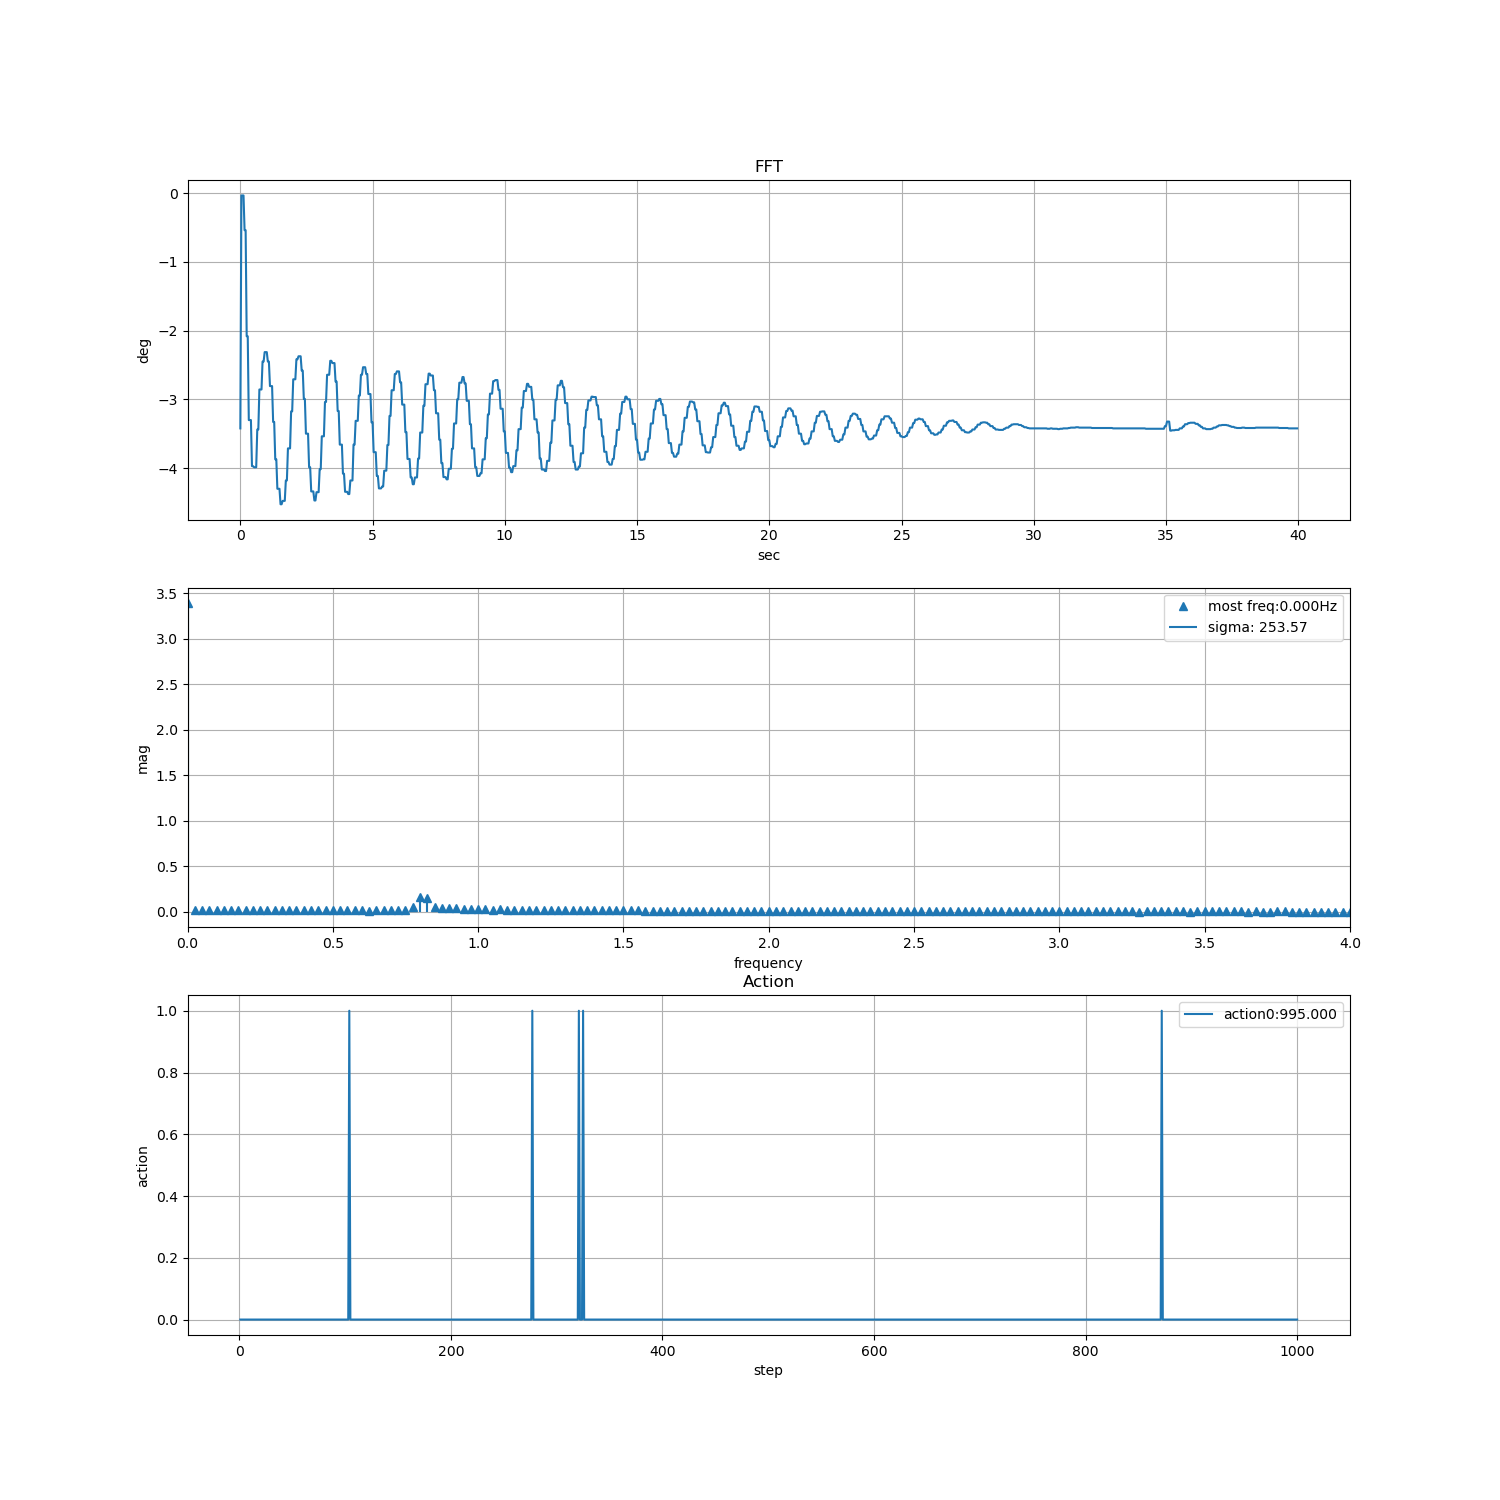 FFT
0
−1
−2
−3
−4
deg
0 5 10 15 20 25 30 35 40
sec
3.5
3.0
2.5
2.0
1.5
1.0
0.5
0.0
mag
most freq:0.000Hz
sigma: 253.57
0.0 0.5 1.0 1.5 2.0 2.5 3.0 3.5 4.0
frequency
Action
1.0
0.8
0.6
0.4
0.2
0.0
action
action0:995.000
0 200 400 600 800 1000
step